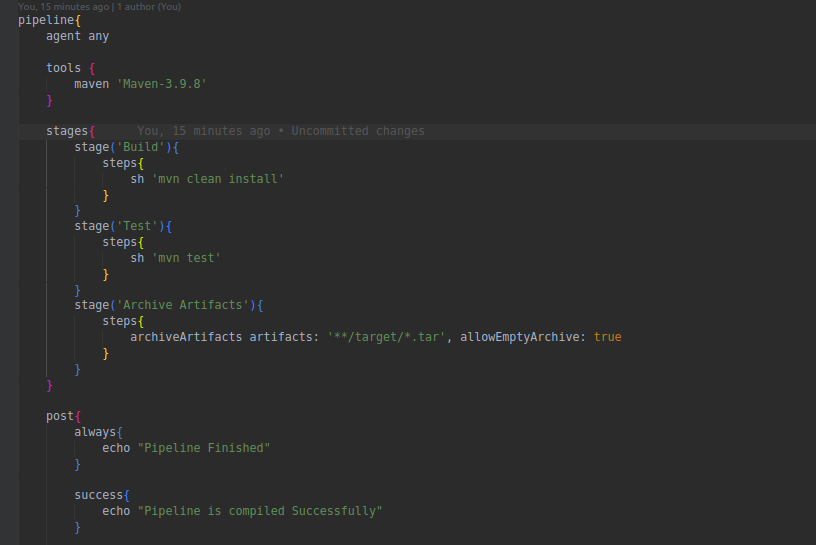 You, 15 minutes ago | 1 author (You)
pipeline{
    agent any

    tools {
        maven 'Maven-3.9.8'
    }

    stages{      You, 15 minutes ago • Uncommitted changes
        stage('Build'){
            steps{
                sh 'mvn clean install'
            }
        }
        stage('Test'){
            steps{
                sh 'mvn test'
            }
        }
        stage('Archive Artifacts'){
            steps{
                archiveArtifacts artifacts: '**/target/*.tar', allowEmptyArchive: true
            }
        }
    }

    post{
        always{
            echo "Pipeline Finished"
        }

        success{
            echo "Pipeline is compiled Successfully"
        }